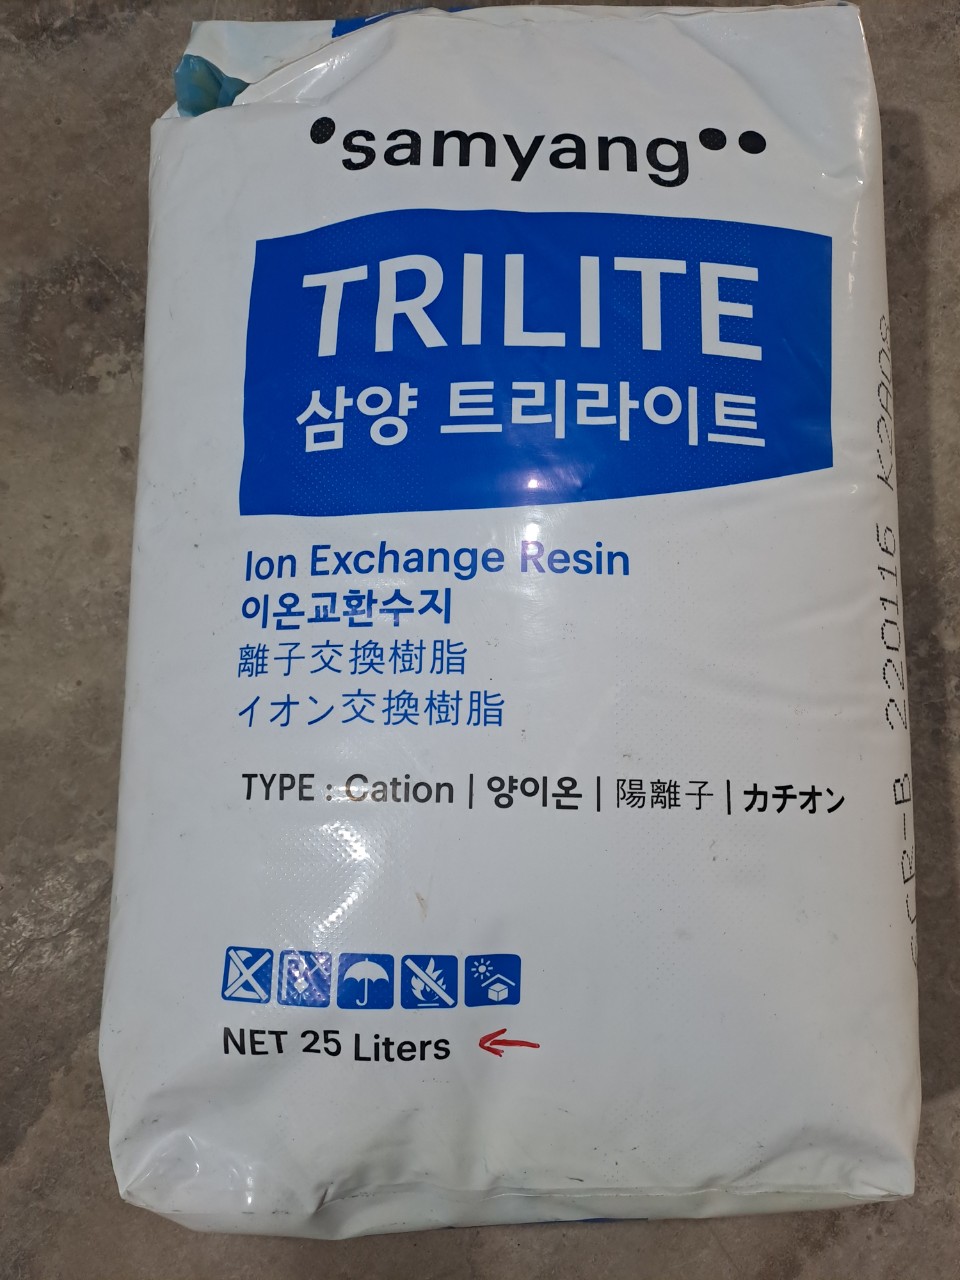 samyang
TRILITE
삼양 트리라이트
Ion Exchange Resin
이온교환수지
離子交換樹脂
イオン交換樹脂
TYPE : Cation | 양이온 | 陽離子 | カチオン
NET 25 Liters
220116